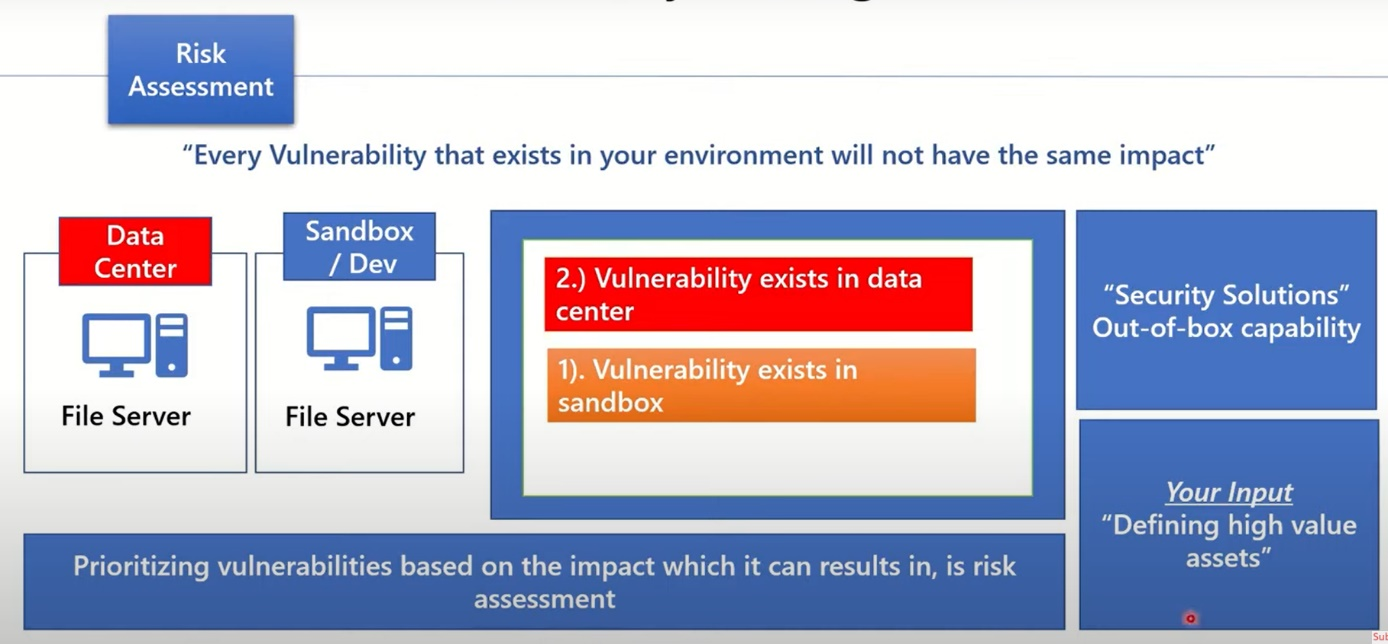 Risk
Assessment
“Every Vulnerability that exists in your environment will not have the same impact”
Data
Center
File Server
Sandbox
/ Dev
File Server
2.) Vulnerability exists in data
center
1). Vulnerability exists in
sandbox
“Security Solutions”
Out-of-box capability
Your Input
“Defining high value
assets”
Prioritizing vulnerabilities based on the impact which it can results in, is risk
assessment
Sub